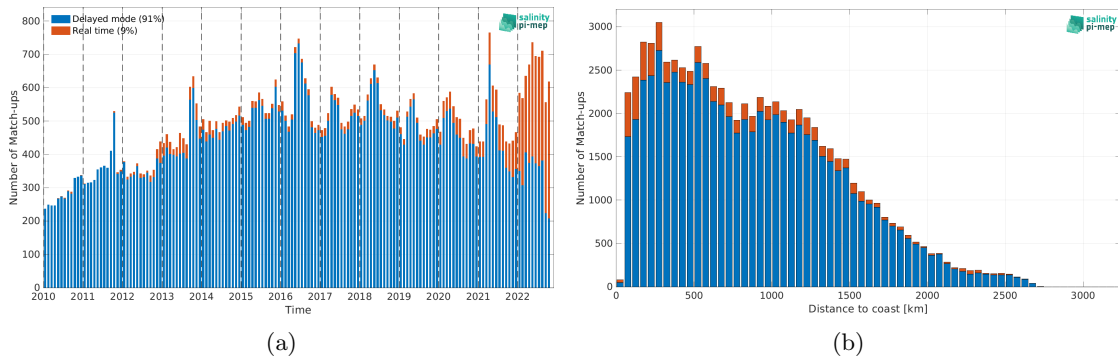 Delayed mode (91%)
Real time (9%)
salinity
pi-mep
Number of Match-ups
800
700
600
500
400
300
200
100
0
2010 2011 2012 2013 2014 2015 2016 2017 2018 2019 2020 2021 2022
Time
(a)
salinity
pi-mep
Number of Match-ups
3000
2500
2000
1500
1000
500
0
0 500 1000 1500 2000 2500 3000
Distance to coast [km]
(b)